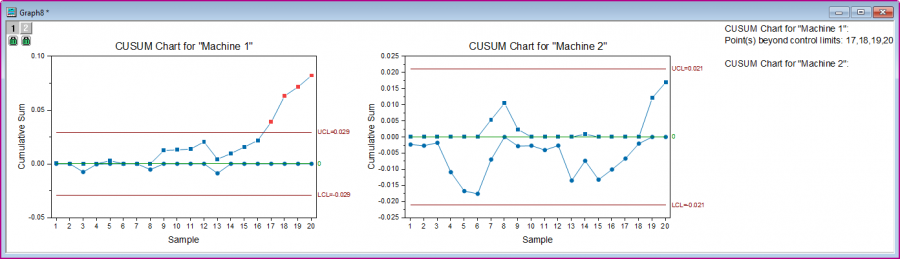 Graph8 *
1 2
CUSUM Chart for "Machine 1"
Cumulative Sum
0.10
0.05
0.00
-0.05
UCL=0.029
0
LCL=-0.029
1 2 3 4 5 6 7 8 9 10 11 12 13 14 15 16 17 18 19 20
Sample
CUSUM Chart for "Machine 2"
Cumulative Sum
0.025
0.020
0.015
0.010
0.005
0.000
-0.005
-0.010
-0.015
-0.020
-0.025
UCL=0.021
0
LCL=-0.021
1 2 3 4 5 6 7 8 9 10 11 12 13 14 15 16 17 18 19 20
Sample
CUSUM Chart for "Machine 1":
Point(s) beyond control limits: 17,18,19,20
CUSUM Chart for "Machine 2":